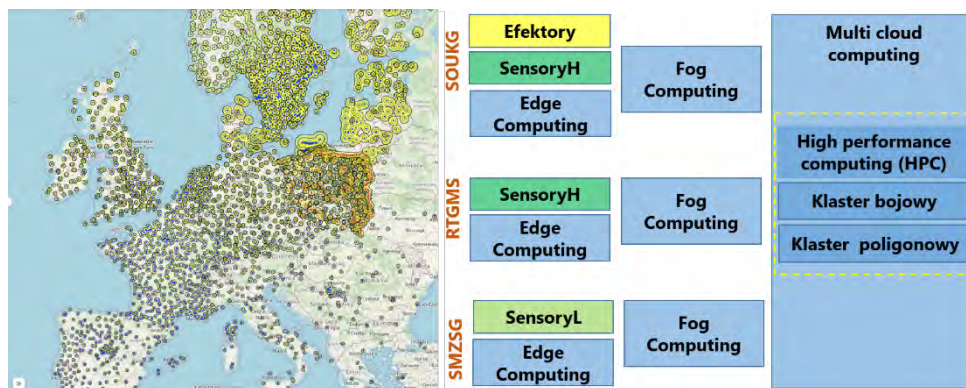 SOUKG
Efektory
SensoryH
Edge
Computing
Fog
Computing
Multi cloud
computing
High performance
computing (HPC)
Klaster bojowy
Klaster poligonowy
RTGMS
SensoryH
Edge
Computing
Fog
Computing
SMZSG
SensoryL
Edge
Computing
Fog
Computing